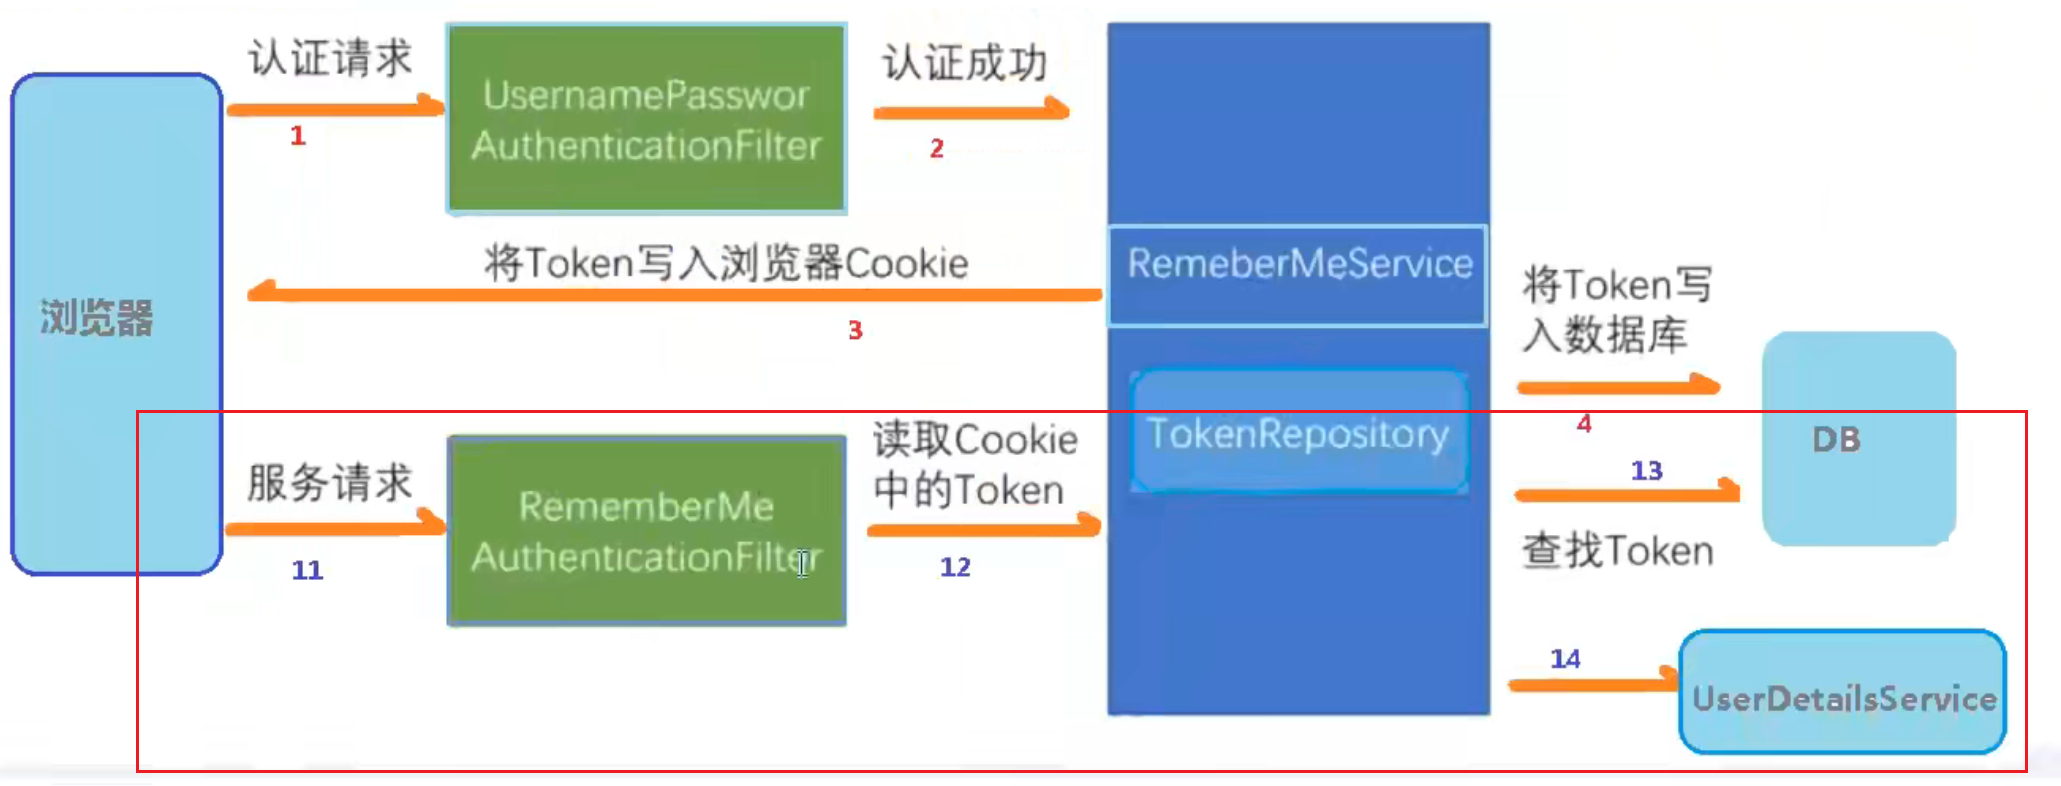 认证请求
1
UsernamePasswor
AuthenticationFilter
认证成功
2
将Token写入浏览器Cookie
3
浏览器
RemeberMeService
将Token写
入数据库
4
TokenRepository
DB
服务请求
11
RememberMe
AuthenticationFilter
读取Cookie
中的Token
12
13
查找Token
14
UserDetailsService